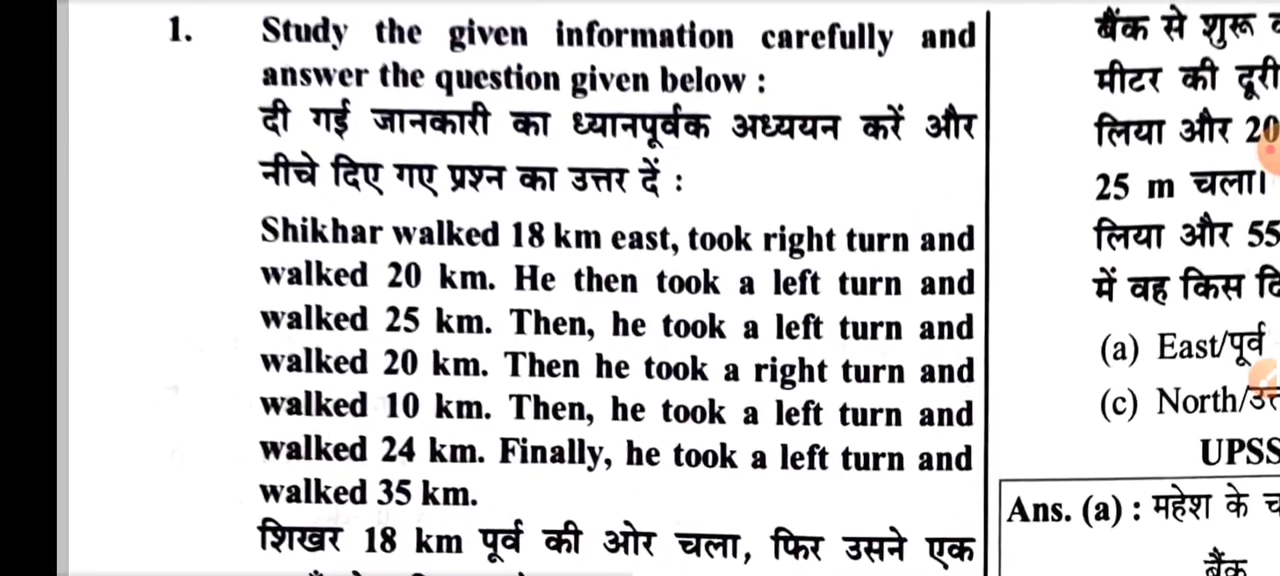 1. Study the given information carefully and
answer the question given below :
दी गई जानकारी का ध्यानपूर्वक अध्ययन करें और
नीचे दिए गए प्रश्न का उत्तर दें :
Shikhar walked 18 km east, took right turn and
walked 20 km. He then took a left turn and
walked 25 km. Then, he took a left turn and
walked 20 km. Then he took a right turn and
walked 10 km. Then, he took a left turn and
walked 24 km. Finally, he took a left turn and
walked 35 km.
शिखर 18 km पूर्व की ओर चला, फिर उसने एक
बैंक से शुरू
मीटर की दूरी
लिया और 20
25 m चला।
लिया और 55
में वह किस
(a) East/पूर्व
(c) North/
UPSS
Ans. (a) : महेश के
बैंक